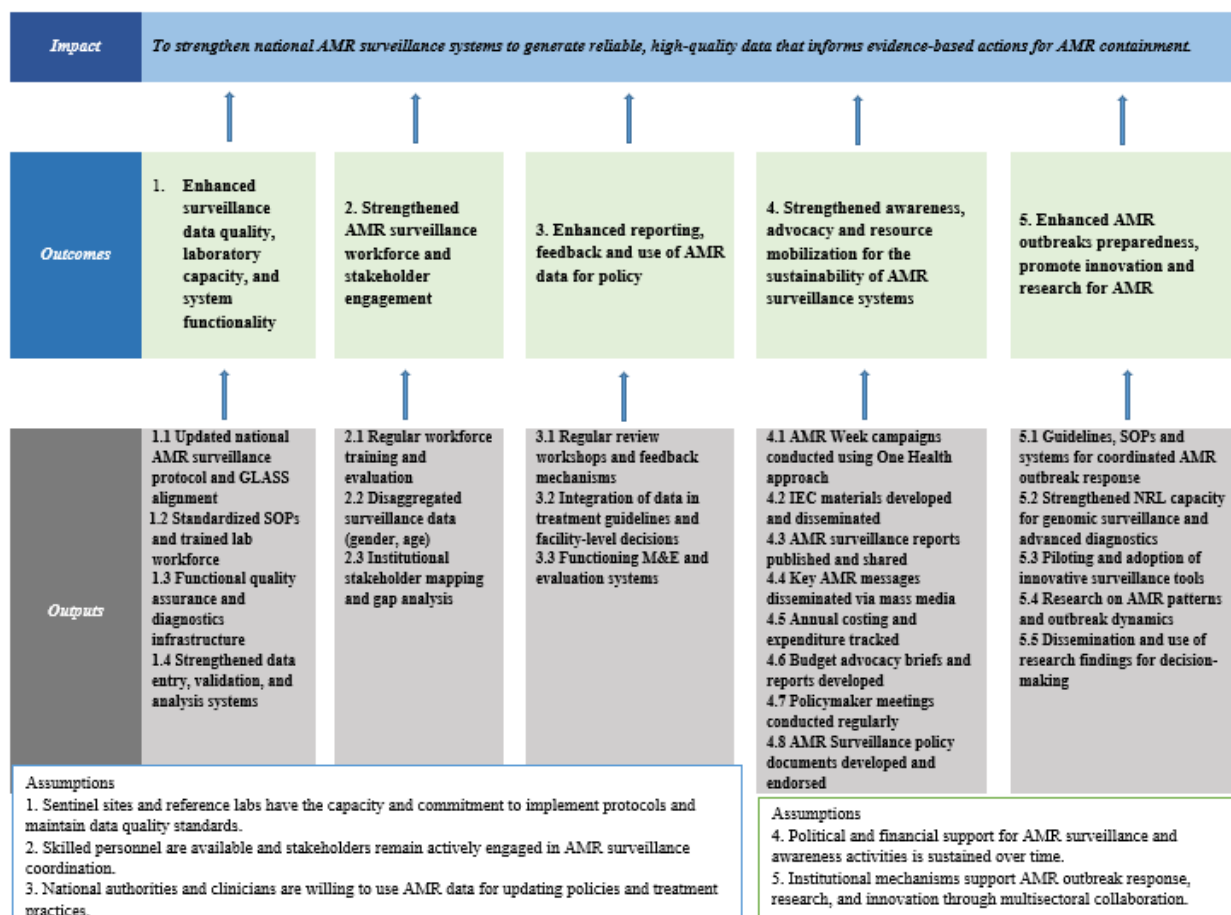 Impact
To strengthen national AMR surveillance systems to generate reliable, high-quality data that informs evidence-based actions for AMR containment.
Outcomes
1. Enhanced
surveillance
data quality,
laboratory
capacity, and
system
functionality
2. Strengthened
AMR surveillance
workforce and
stakeholder
engagement
3. Enhanced reporting,
feedback and use of AMR
data for policy
4. Strengthened awareness,
advocacy and resource
mobilization for the
sustainability of AMR
surveillance systems
5. Enhanced AMR
outbreaks preparedness,
promote innovation and
research for AMR
Outputs
1.1 Updated national
AMR surveillance
protocol and GLASS
alignment
1.2 Standardized SOPs
and trained lab
workforce
1.3 Functional quality
assurance and
diagnostics
infrastructure
1.4 Strengthened data
entry, validation, and
analysis systems
2.1 Regular workforce
training and
evaluation
2.2 Disaggregated
surveillance data
(gender, age)
2.3 Institutional
stakeholder mapping
and gap analysis
3.1 Regular review
workshops and feedback
mechanisms
3.2 Integration of data in
treatment guidelines and
facility-level decisions
3.3 Functioning M&E and
evaluation systems
4.1 AMR Week campaigns
conducted using One Health
approach
4.2 IEC materials developed
and disseminated
4.3 AMR surveillance reports
published and shared
4.4 Key AMR messages
disseminated via mass media
4.5 Annual costing and
expenditure tracked
4.6 Budget advocacy briefs and
reports developed
4.7 Policymaker meetings
conducted regularly
4.8 AMR Surveillance policy
documents developed and
endorsed
5.1 Guidelines, SOPs and
systems for coordinated AMR
outbreak response
5.2 Strengthened NRL capacity
for genomic surveillance and
advanced diagnostics
5.3 Piloting and adoption of
innovative surveillance tools
5.4 Research on AMR patterns
and outbreak dynamics
5.5 Dissemination and use of
research findings for decision-
making
Assumptions
1. Sentinel sites and reference labs have the capacity and commitment to implement protocols and
maintain data quality standards.
2. Skilled personnel are available and stakeholders remain actively engaged in AMR surveillance
coordination.
3. National authorities and clinicians are willing to use AMR data for updating policies and treatment
practices.
Assumptions
4. Political and financial support for AMR surveillance and
awareness activities is sustained over time.
5. Institutional mechanisms support AMR outbreak response,
research, and innovation through multisectoral collaboration.